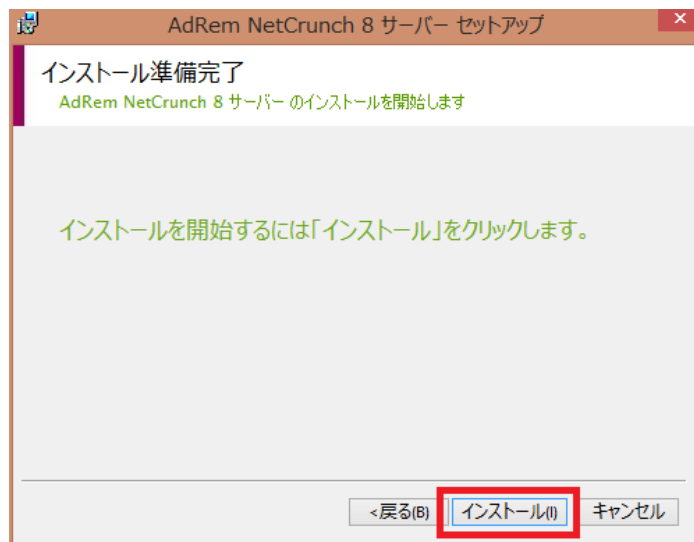 AdRem NetCrunch 8 サーバー セットアップ
インストール準備完了
AdRem NetCrunch 8 サーバー のインストールを開始します
インストールを開始するには「インストール」をクリックします。
<戻る(B) インストール(I) キャンセル